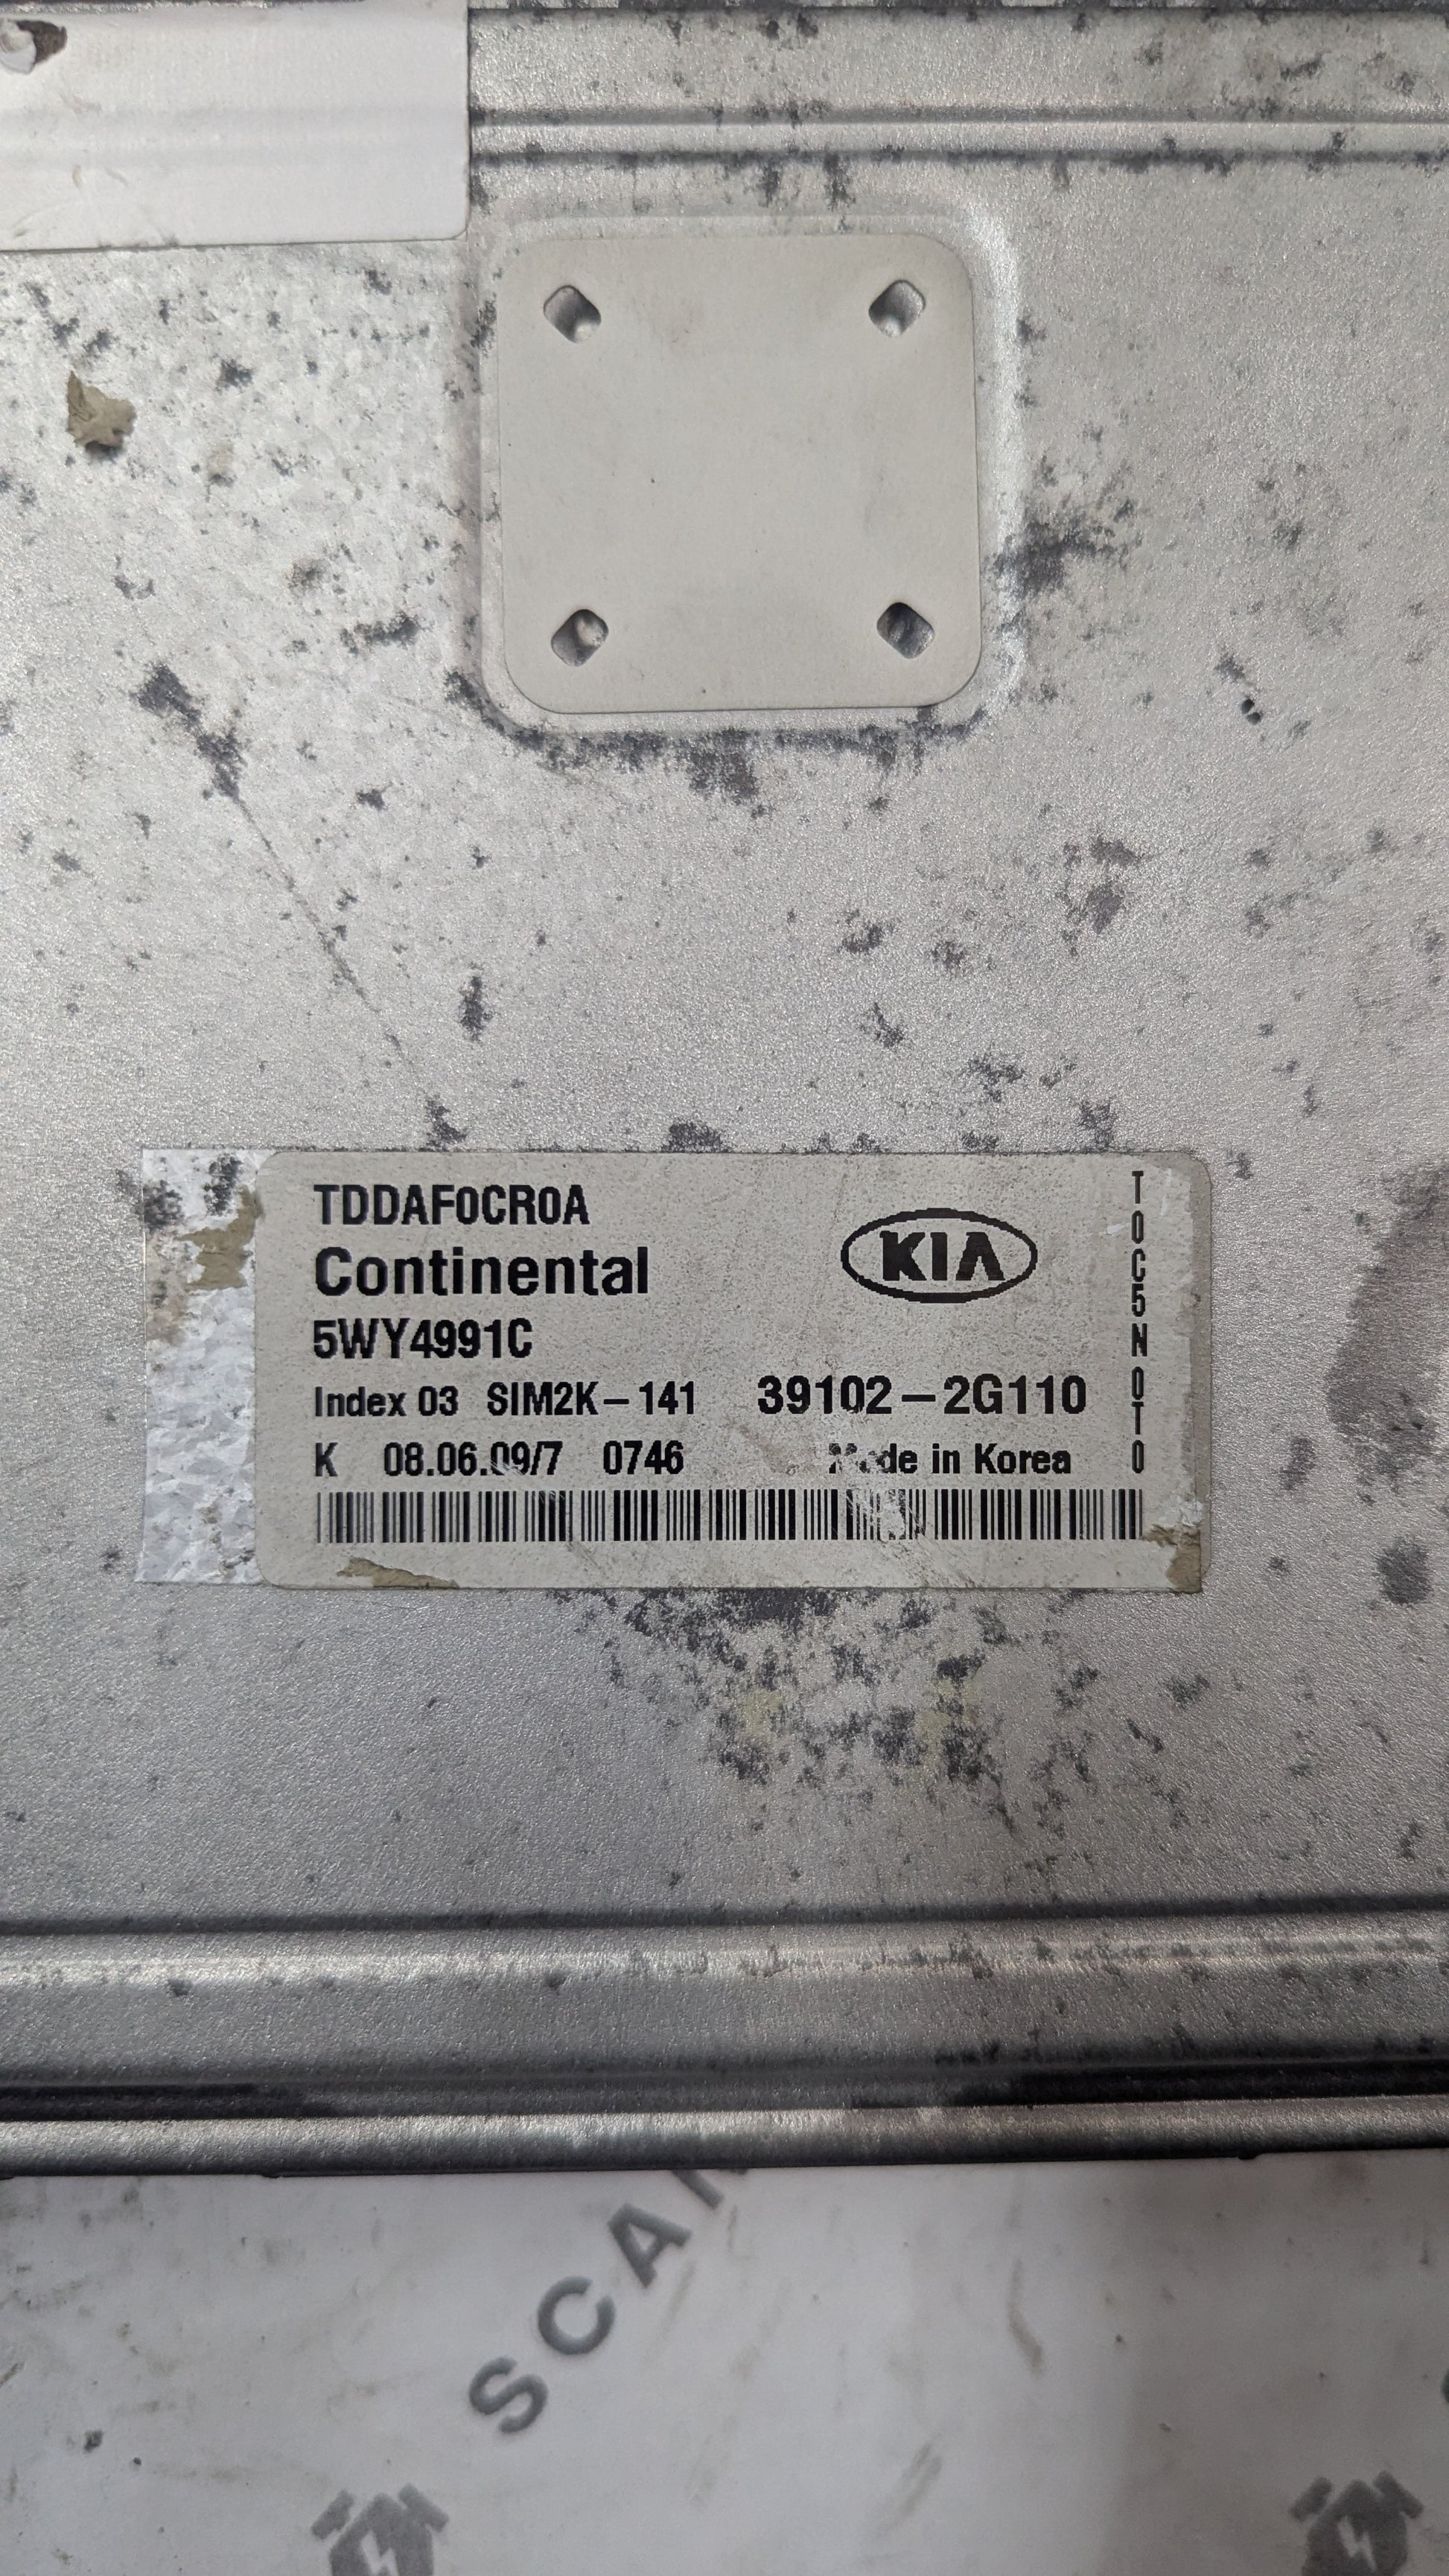 TDDAF0CR0A
Continental
KIA
5WY4991C
Index 03 SIM2K-141 39102-2G110
K 08.06.09/7 0746 Made in Korea
T0C5N0T0
SCAN